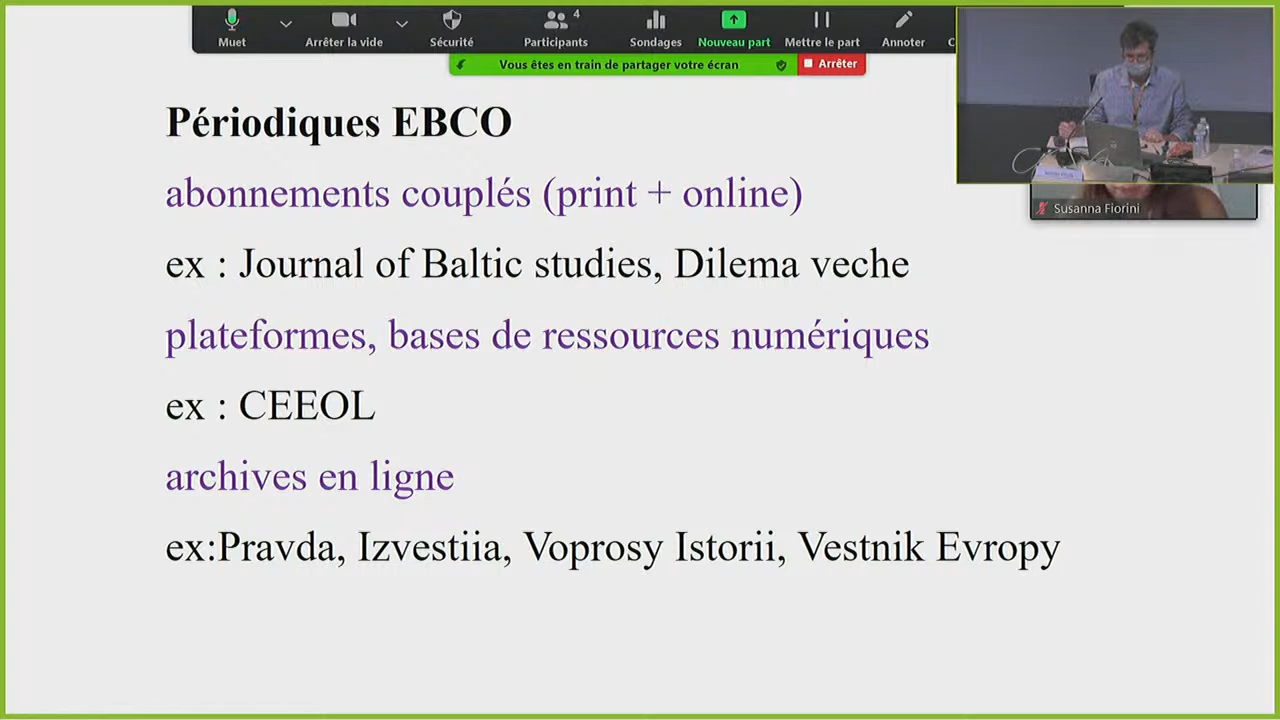 4
Muet
Arrêter la vide
Sécurité
Participants
Sondages
Nouveau part
Mettre le part
Annoter
Vous êtes en train de partager votre écran
Arrêter
Susanna Fiorini
Périodiques EBCO
abonnements couplés (print + online)
ex : Journal of Baltic studies, Dilema veche
plateformes, bases de ressources numériques
ex : CEEOL
archives en ligne
ex:Pravda, Izvestiia, Voprosy Istorii, Vestnik Evropy